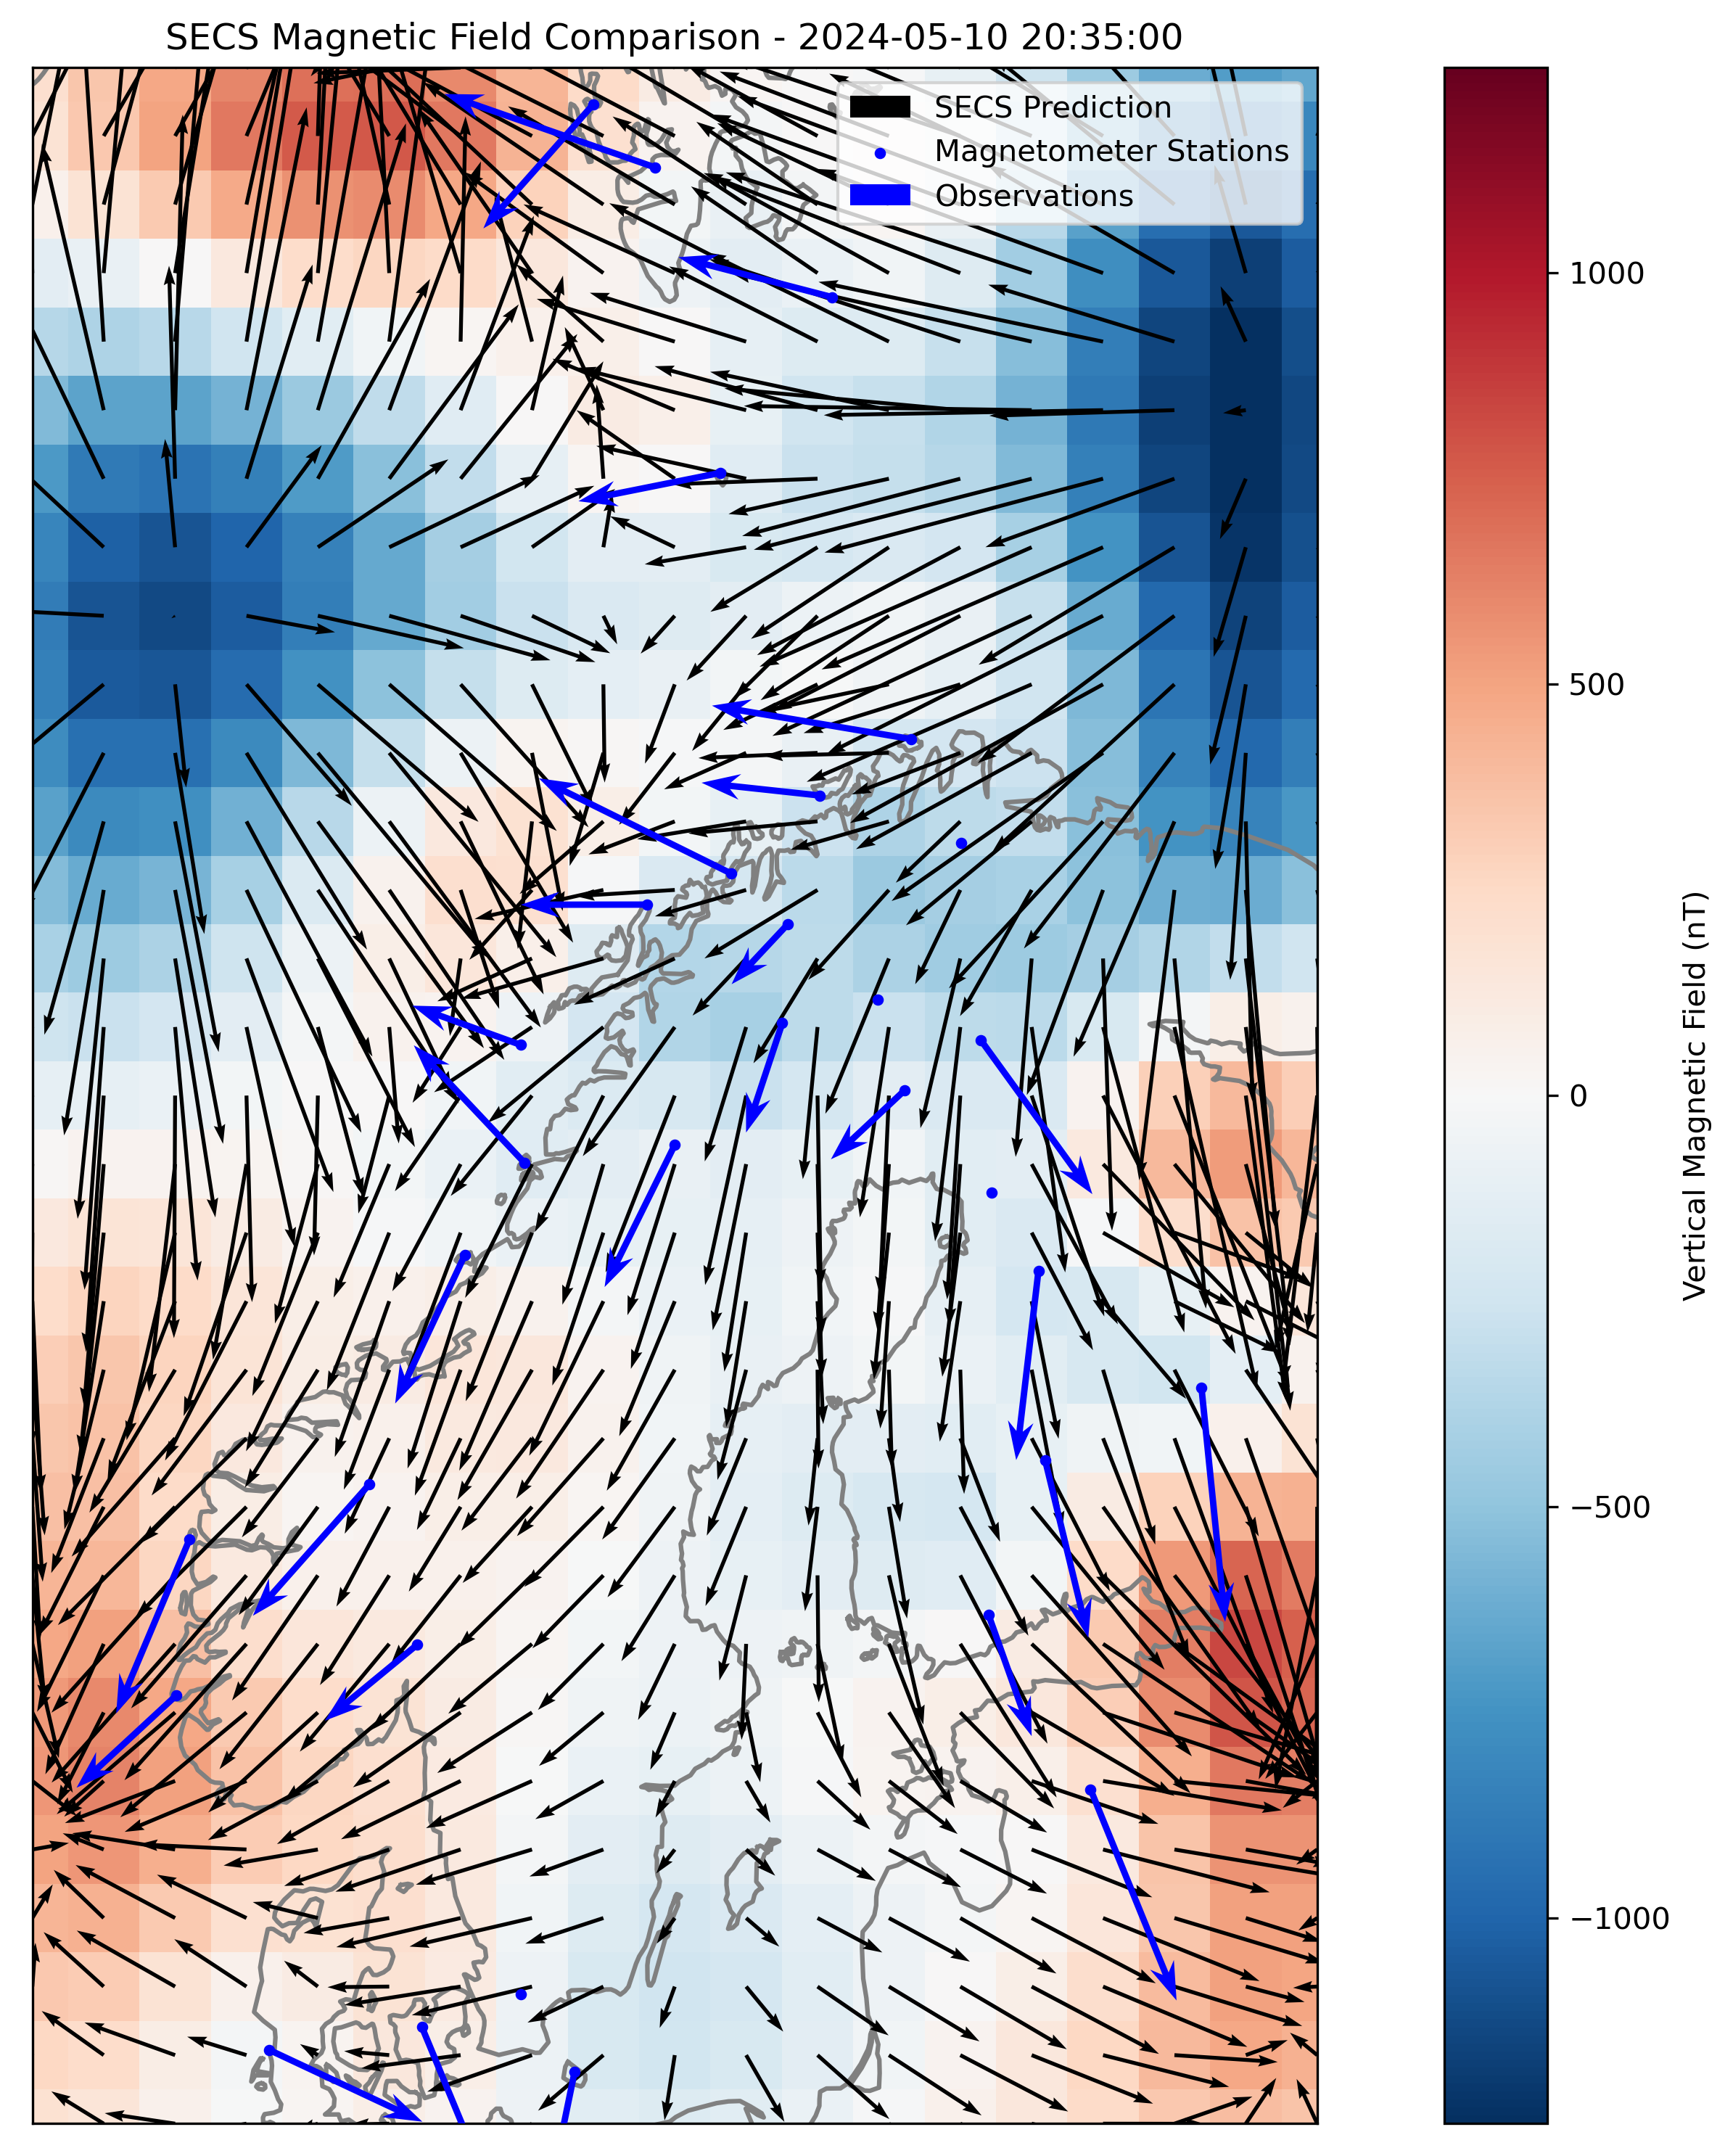 SECS Magnetic Field Comparison - 2024-05-10 20:35:00
SECS Prediction
Magnetometer Stations
Observations
1000
500
0
−500
−1000
Vertical Magnetic Field (nT)